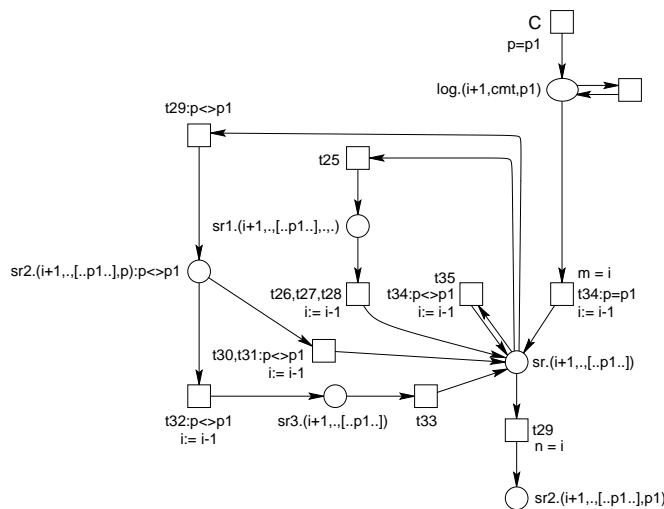 C
p=p1
log.(i+1,cmt,p1)
t29:p<>p1
t25
sr1.(i+1,.,[..p1..],.,.)
sr2.(i+1,.,[..p1..],p):p<>p1
t26,t27,t28
i:= i-1
t35
t34:p<>p1
i:= i-1
m = i
t34:p=p1
i:= i-1
t30,t31:p<>p1
i:= i-1
sr.(i+1,.,[..p1..])
t32:p<>p1
i:= i-1
sr3.(i+1,.,[..p1..])
t33
t29
n = i
sr2.(i+1,.,[..p1..],p1)